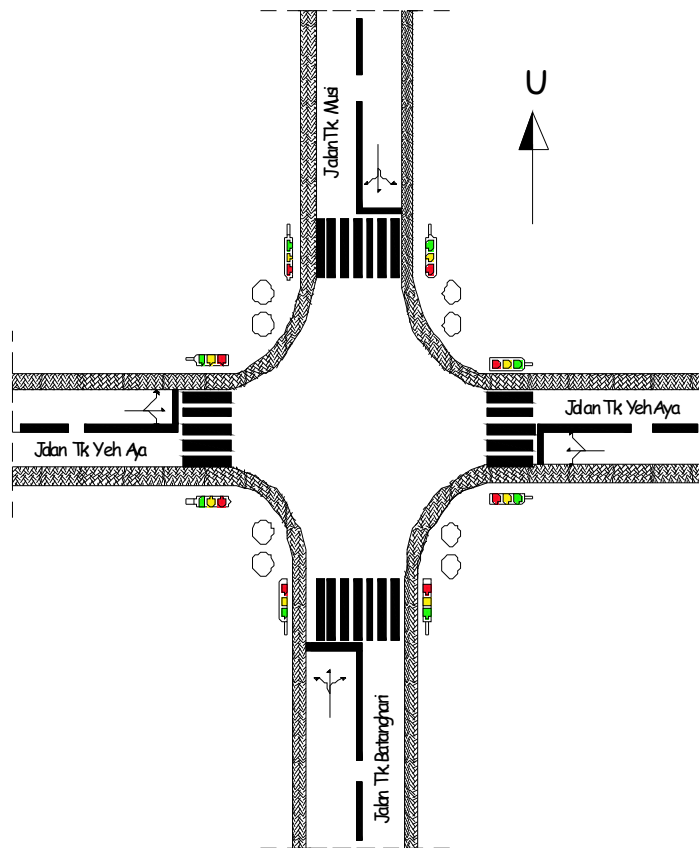 U
Jalan Tk. Musi
Jalan Tk Yeh Aya
Jalan Tk Yeh Aya
Jalan Tk Batanghari